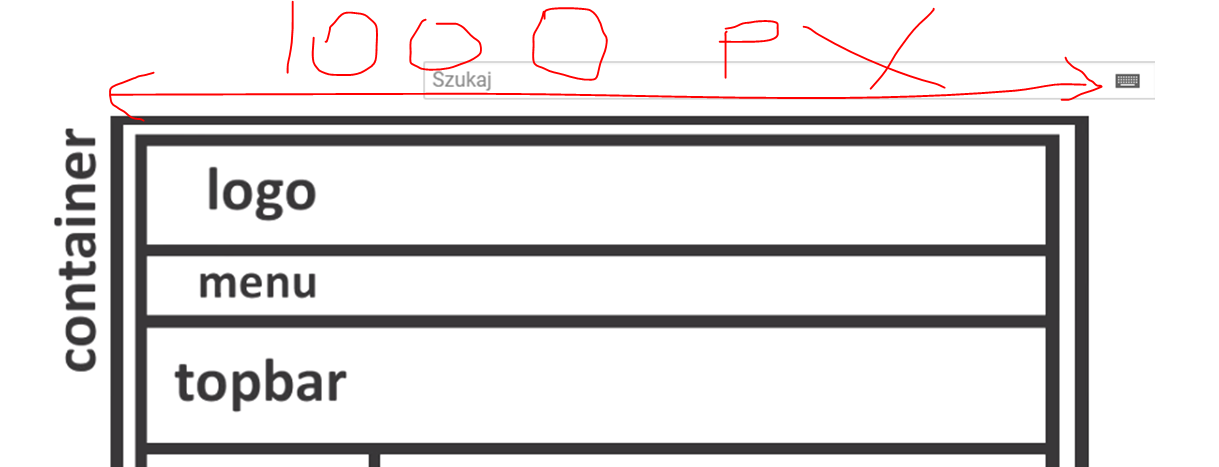 1000 px
Szukaj
container
logo
menu
topbar